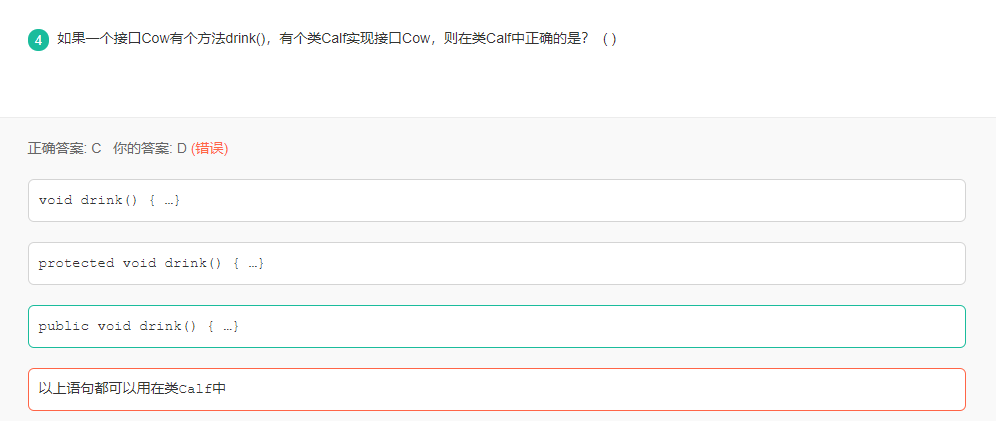 4 如果一个接口Cow有个方法drink()，有个类Calf实现接口Cow，则在类Calf中正确的是？ ( )
正确答案: C 你的答案: D (错误)
void drink() { …}
protected void drink() { …}
public void drink() { …}
以上语句都可以用在类Calf中